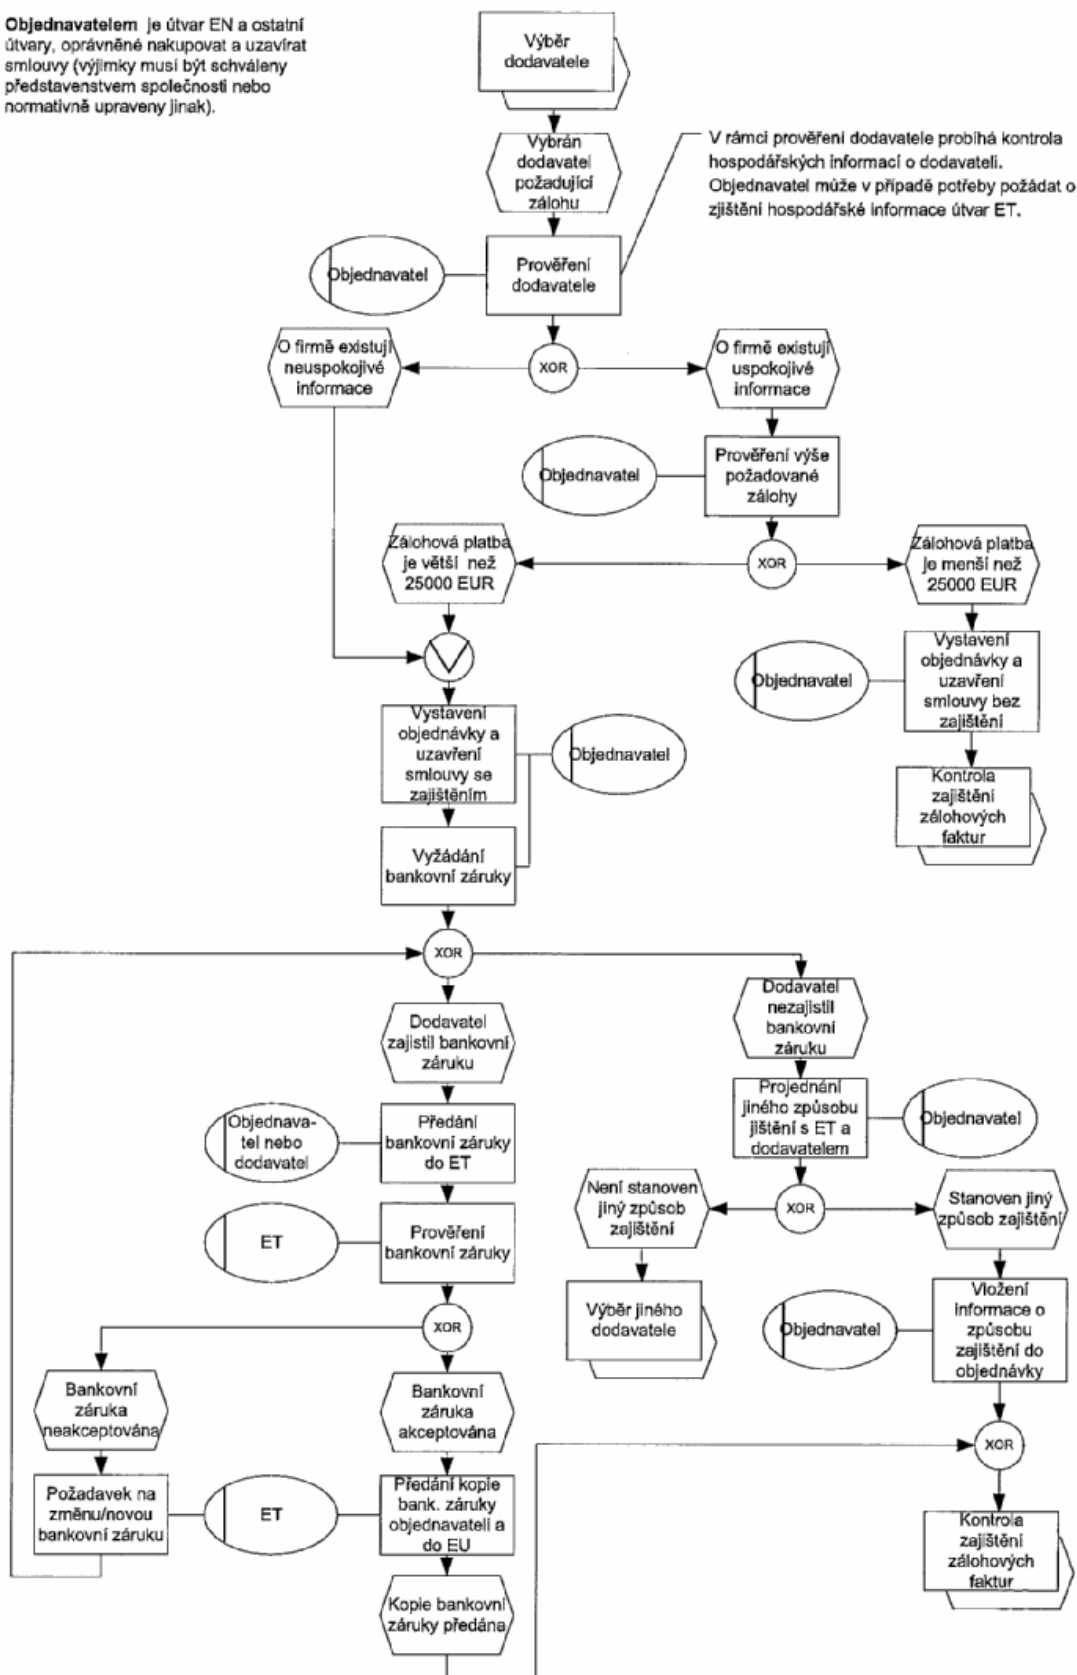 Objednavatelem je útvar EN a ostatní
útvary, oprávněné nakupovat a uzavírat
smlouvy (výjimky musí být schváleny
představenstvem společnosti nebo
normativně upraveny jinak).
Výběr
dodavatele
Vybrán
dodavatel
požadující
zálohu
V rámci prověření dodavatele probíhá kontrola
hospodářských informací o dodavateli.
Objednavatel může v případě potřeby požádat o
zjištění hospodářské informace útvar ET.
Objednavatel
Prověření
dodavatele
O firmě existují
neuspokojivé
informace
XOR
O firmě existují
uspokojivé
informace
Objednavatel
Prověření výše
požadované
zálohy
Zálohová platba
je větší než
25000 EUR
XOR
Zálohová platba
je menší než
25000 EUR
Objednavatel
Vystavení
objednávky a
uzavření
smlouvy bez
zajištění
Vystavení
objednávky a
uzavření
smlouvy se
zajištěním
Objednavatel
Kontrola
zajištění
zálohových
faktur
Vyžádání
bankovní záruky
XOR
Dodavatel
zajistil bankovní
záruku
Dodavatel
nezajistil
bankovní
záruku
Objednava-
tel nebo
dodavatel
Předání
bankovní záruky
do ET
Projednání
jiného způsobu
jištění s ET a
dodavatelem
Objednavatel
ET
Prověření
bankovní záruky
Není stanoven
jiný způsob
zajištění
XOR
Stanoven jiný
způsob zajištění
XOR
Výběr jiného
dodavatele
Objednavatel
Vložení
informace o
způsobu
zajištění do
objednávky
Bankovní
záruka
neakceptována
Bankovní
záruka
akceptována
XOR
Požadavek na
změnu/novou
bankovní záruku
ET
Předání kopie
bank. záruky
objednavateli a
do EU
Kontrola
zajištění
zálohových
faktur
Kopie bankovní
záruky předána